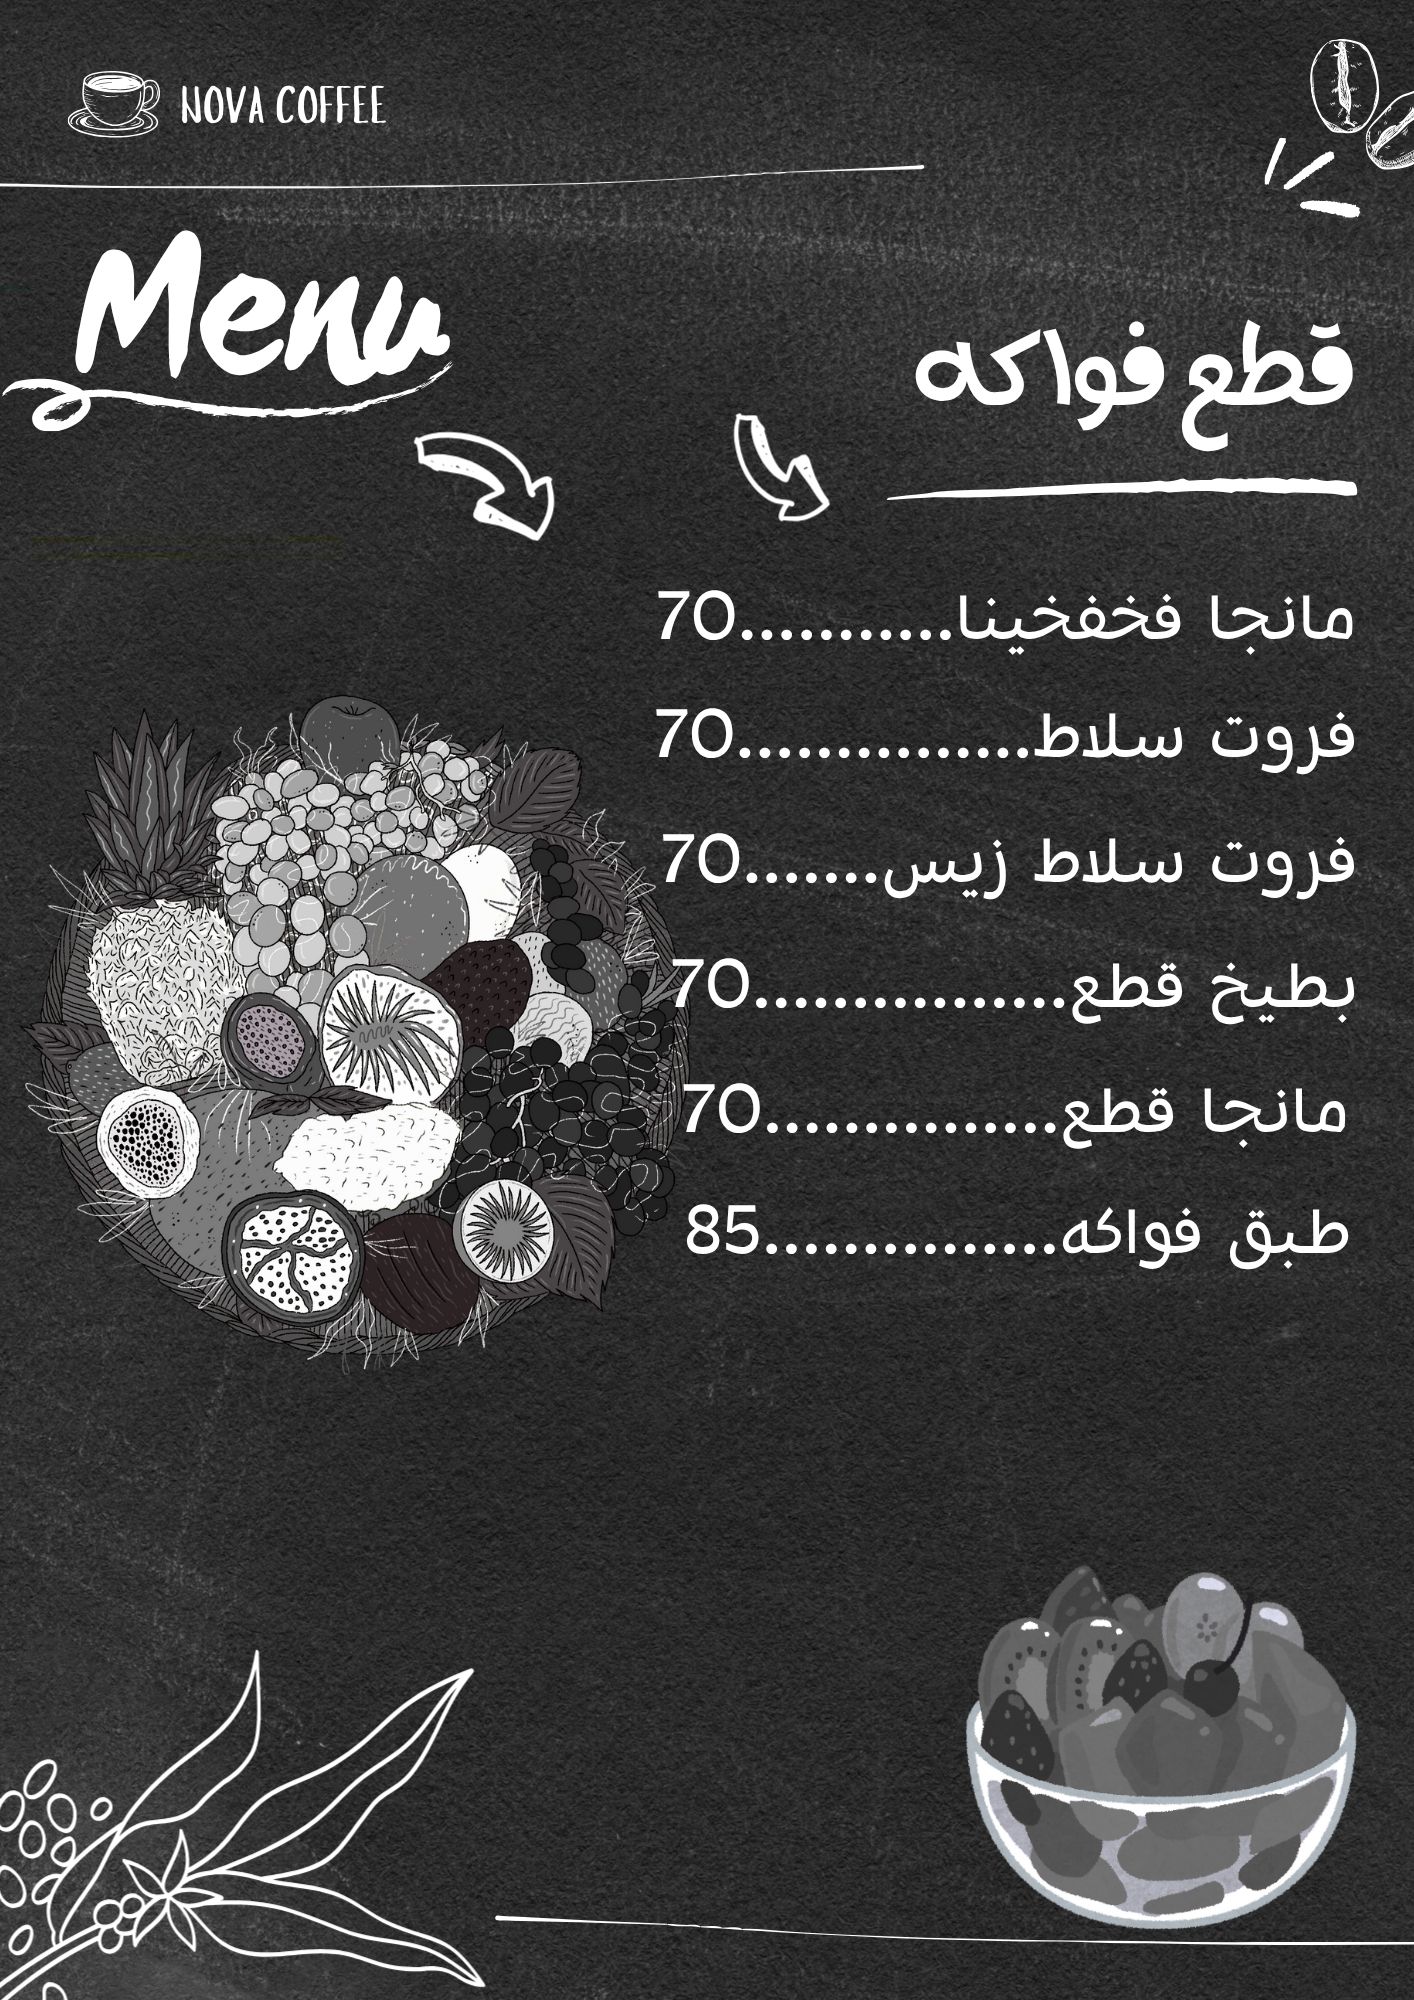 NOVA COFFEE
Menu
قطع فواكه
مانجا فخفخينا...........70
فروت سلاط...............70
فروت سلاط زيس.......70
بطيخ قطع................70
مانجا قطع...............70
طبق فواكه...............85